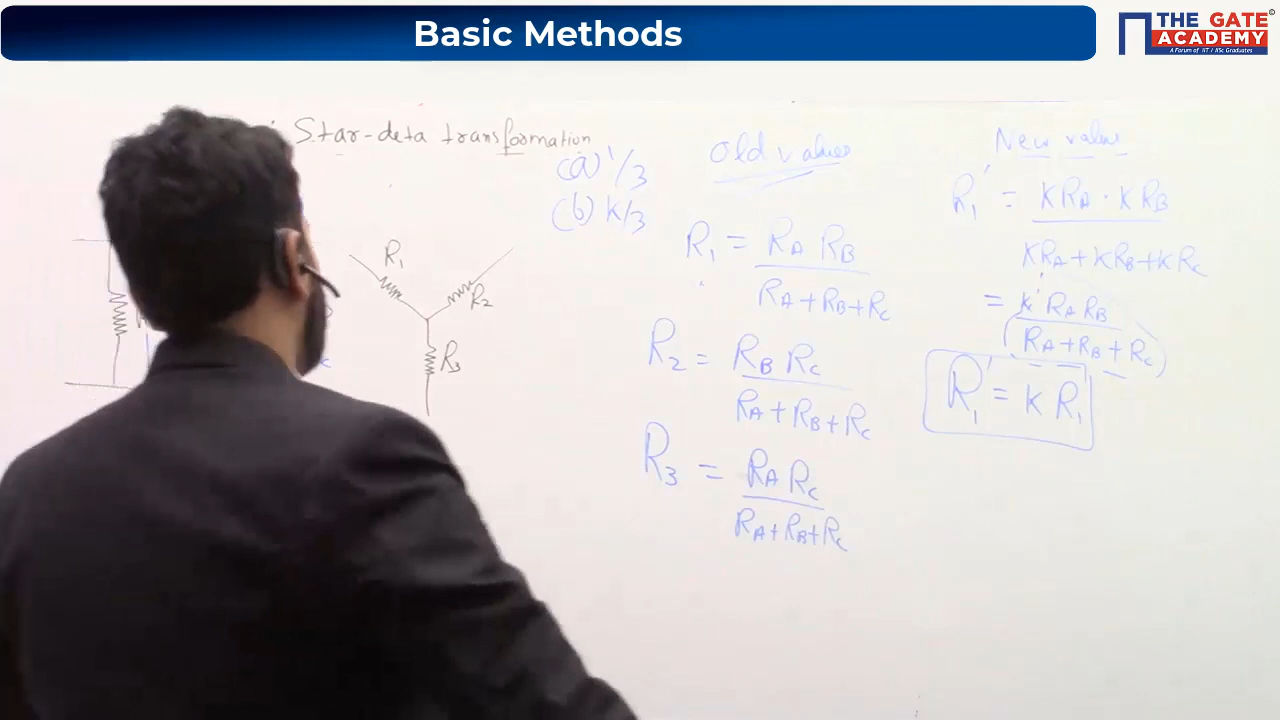 Basic Methods
THE GATE
ACADEMY
A Forum of IIT / IISc Graduates
©
Star-deta transformation
(a) 1/3
(b) K/3
R1
R2
R3
Old values
R1 = RA RB
RA + RB + RC
R2 = RB RC
RA + RB + RC
R3 = RA RC
RA + RB + RC
New value
R1' = KRA · KRB
KRA + KRB + KRC
= K RA RB
(RA + RB + RC)
R1' = K R1